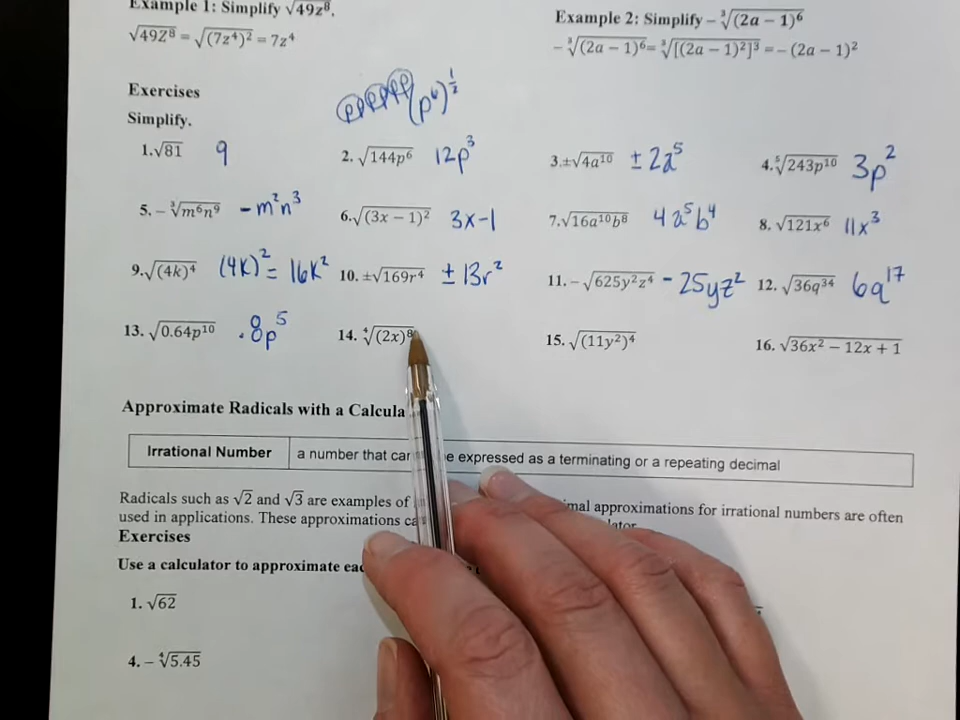 Example 1: Simplify √49z⁸.
√49z⁸ = √(7z⁴)² = 7z⁴
Example 2: Simplify −∛(2a − 1)⁶
−∛(2a − 1)⁶= ∛[(2a − 1)²]³ = −(2a − 1)²
Exercises
Simplify.
pppppp (p⁶)^½
1.√81 9
2. √144p⁶ 12p³
3.±√4a¹⁰ ±2a⁵
4.⁵√243p¹⁰ 3p²
5. −∛m⁶n⁹ −m²n³
6.√(3x − 1)² 3x−1
7.√16a¹⁰b⁸ 4a⁵b⁴
8. √121x⁶ 11x³
9.√(4k)⁴ (4k)² = 16k²
10. ±√169r⁴ ±13r²
11. −√625y²z⁴ −25yz²
12. √36q³⁴ 6q¹⁷
13. √0.64p¹⁰ .8p⁵
14. ⁴√(2x)⁸
15. √(11y²)⁴
16. √36x² − 12x + 1
Approximate Radicals with a Calcula
Irrational Number a number that can be expressed as a terminating or a repeating decimal
Radicals such as √2 and √3 are examples of imal approximations for irrational numbers are often
used in applications. These approximations ca lator.
Exercises
Use a calculator to approximate eac
1. √62
4. −⁴√5.45